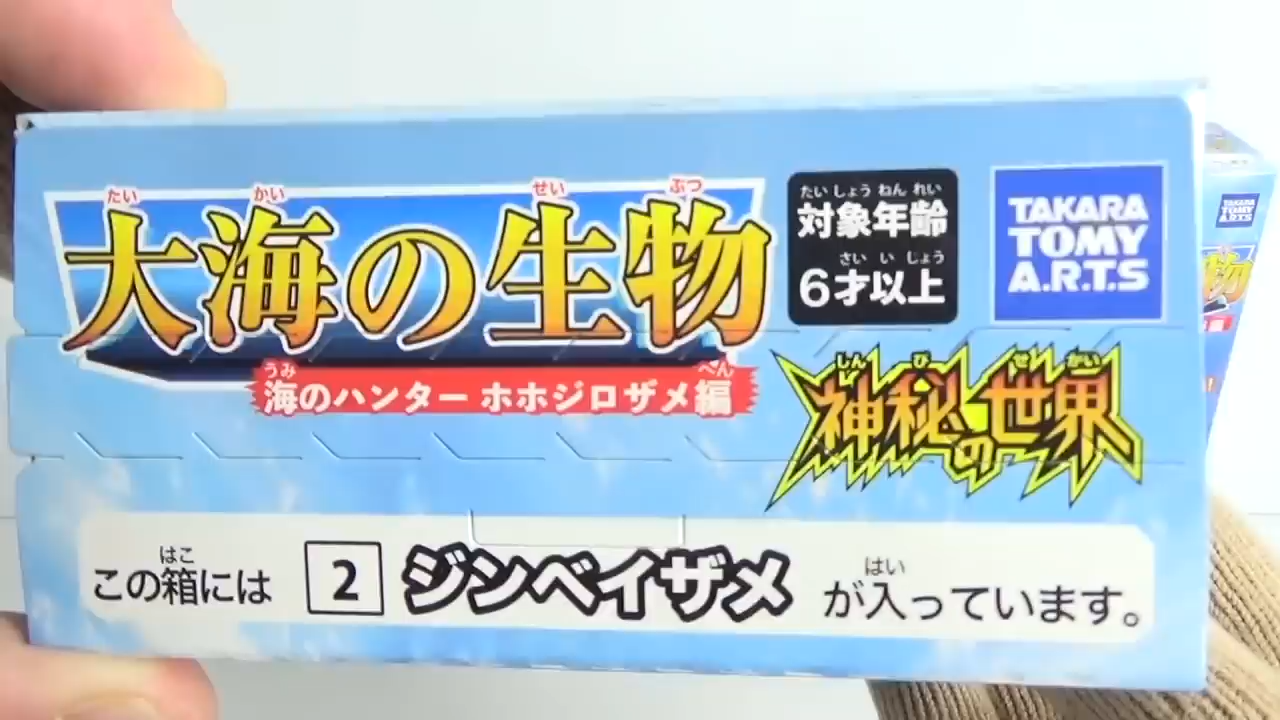 たい かい せい ぶつ
大海の生物
うみ へん
海のハンター ホホジロザメ編
たいしょう ねん れい
対象年齢
さい い じょう
6才以上
TAKARA
TOMY
A.R.T.S
しん ぴ せ かい
神秘の世界
はこ
この箱には 2 ジンベイザメ が入っています。
はい
TAKARA
TOMY
A.R.T.S
物